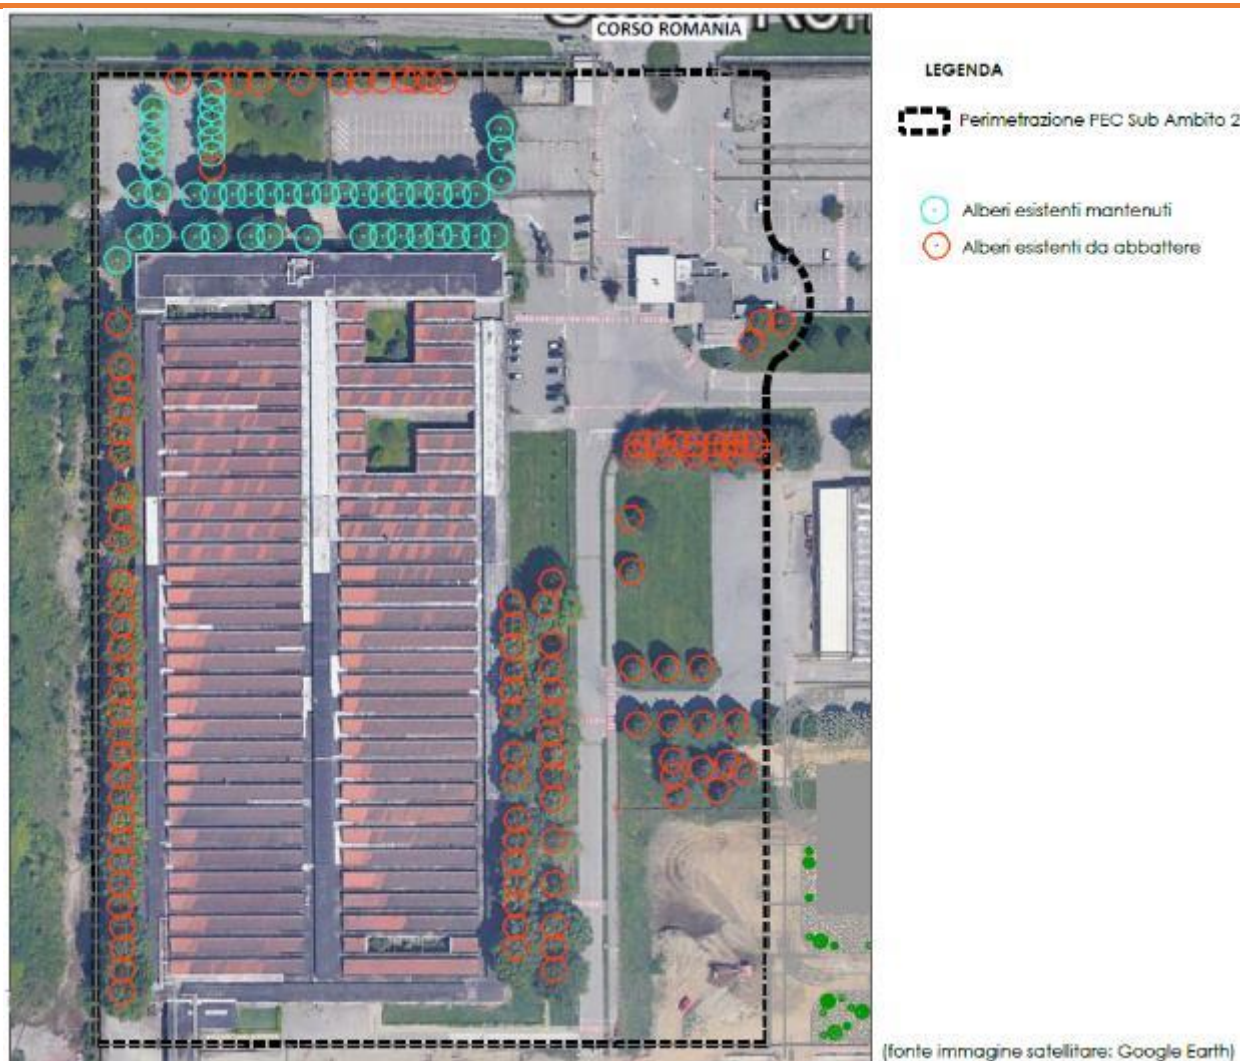 CORSO ROMANIA
LEGENDA
Perimetrazione PEC Sub Ambito 2
Alberi esistenti mantenuti
Alberi esistenti da abbattere
(fonte immagine satellitare: Google Earth)